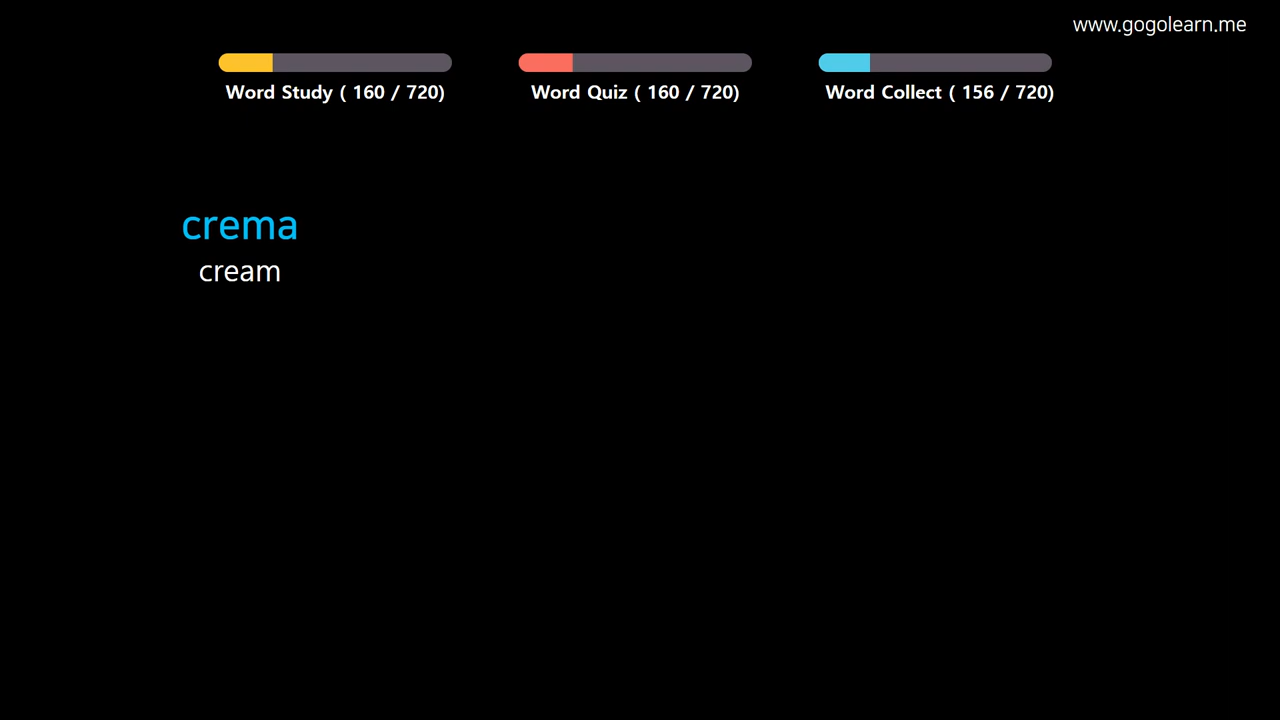 www.gogolearn.me
Word Study ( 160 / 720)
Word Quiz ( 160 / 720)
Word Collect ( 156 / 720)
crema
cream